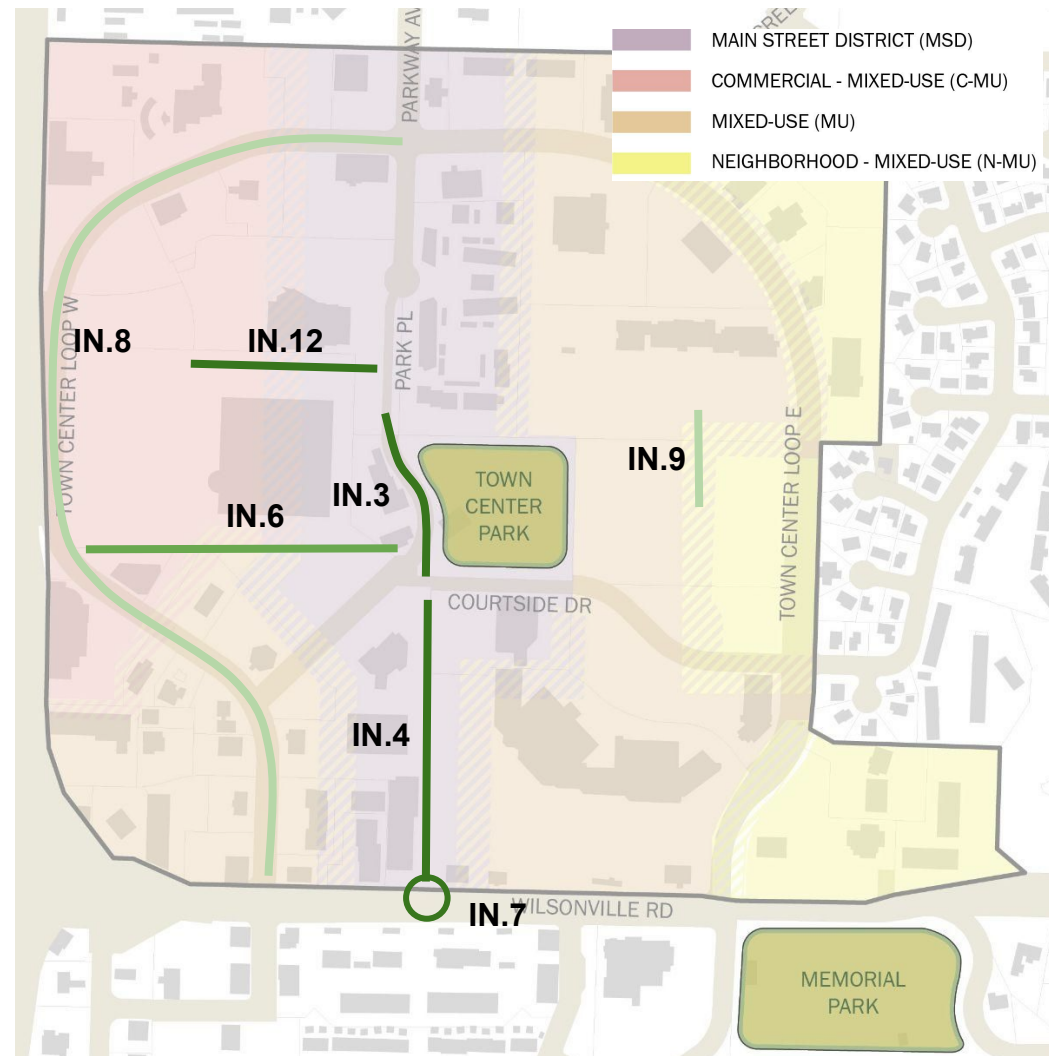 PARKWAY AV
MAIN STREET DISTRICT (MSD)
COMMERCIAL - MIXED-USE (C-MU)
MIXED-USE (MU)
NEIGHBORHOOD - MIXED-USE (N-MU)
TOWN CENTER LOOP W
IN.8
IN.12
PARK PL
IN.9
TOWN CENTER LOOP E
IN.3
TOWN
CENTER
PARK
IN.6
COURTSIDE DR
IN.4
IN.7
WILSONVILLE RD
MEMORIAL
PARK